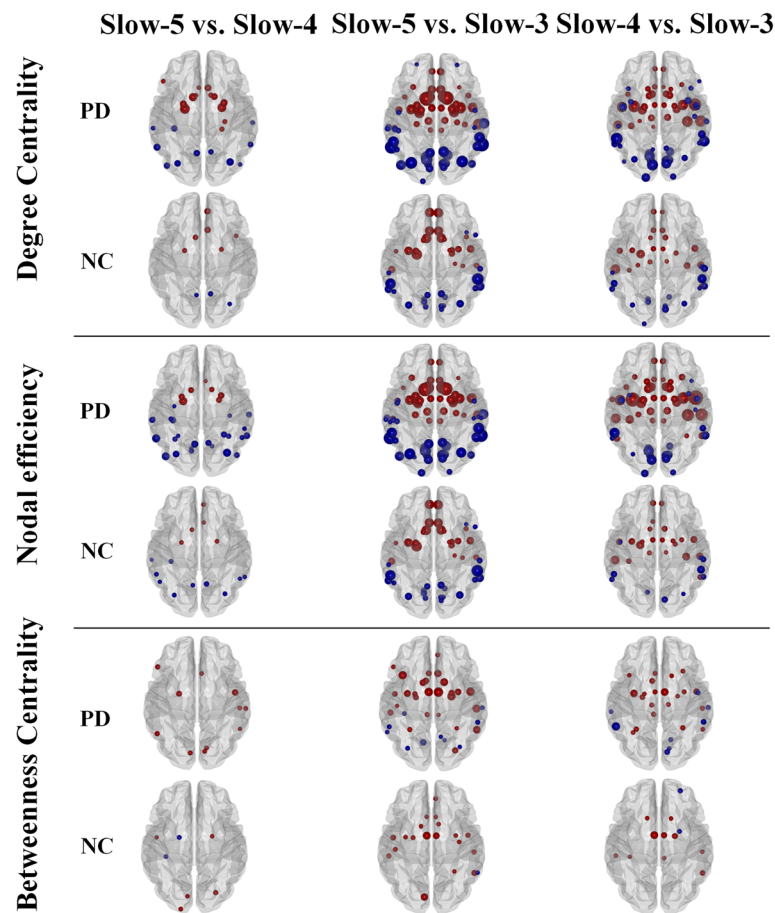 Slow-5 vs. Slow-4 Slow-5 vs. Slow-3 Slow-4 vs. Slow-3
Degree Centrality
PD
NC
Nodal efficiency
PD
NC
Betweenness Centrality
PD
NC